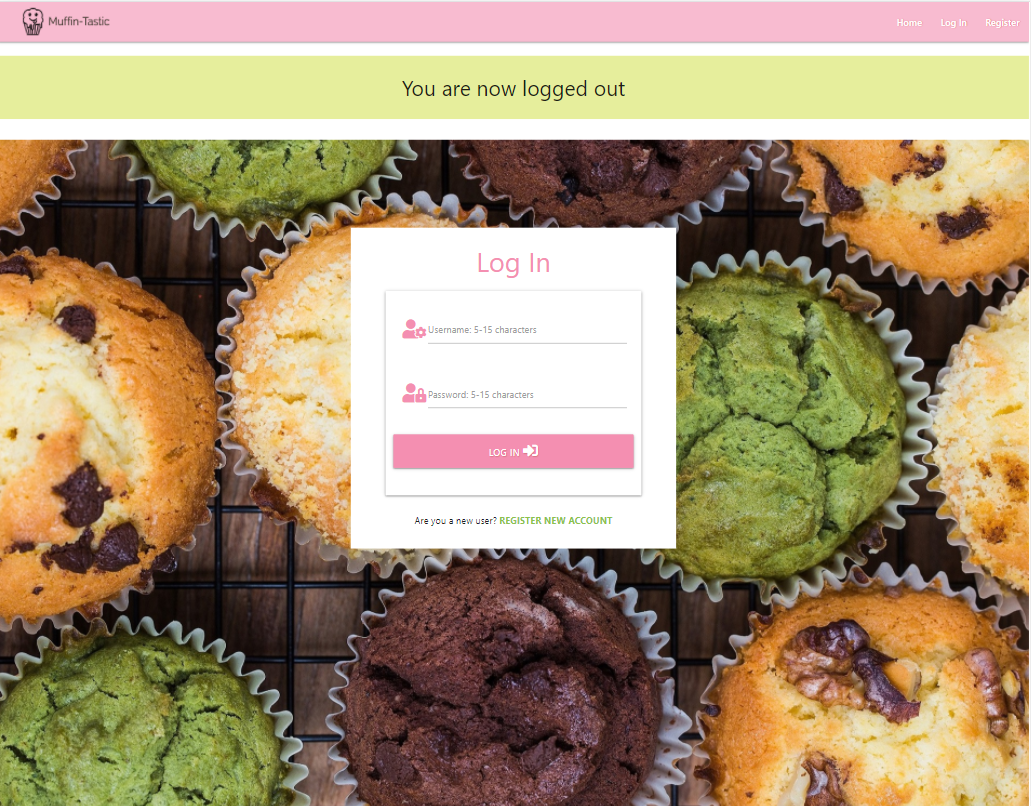 Muffin-Tastic
Home Log In Register
You are now logged out
Log In
Username: 5-15 characters
Password: 5-15 characters
LOG IN
Are you a new user? REGISTER NEW ACCOUNT